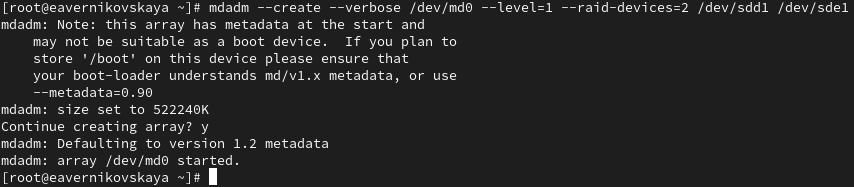 [root@eavernikovskaya ~]# mdadm --create --verbose /dev/md0 --level=1 --raid-devices=2 /dev/sdd1 /dev/sde1
mdadm: Note: this array has metadata at the start and
    may not be suitable as a boot device.  If you plan to
    store '/boot' on this device please ensure that
    your boot-loader understands md/v1.x metadata, or use
    --metadata=0.90
mdadm: size set to 522240K
Continue creating array? y
mdadm: Defaulting to version 1.2 metadata
mdadm: array /dev/md0 started.
[root@eavernikovskaya ~]#